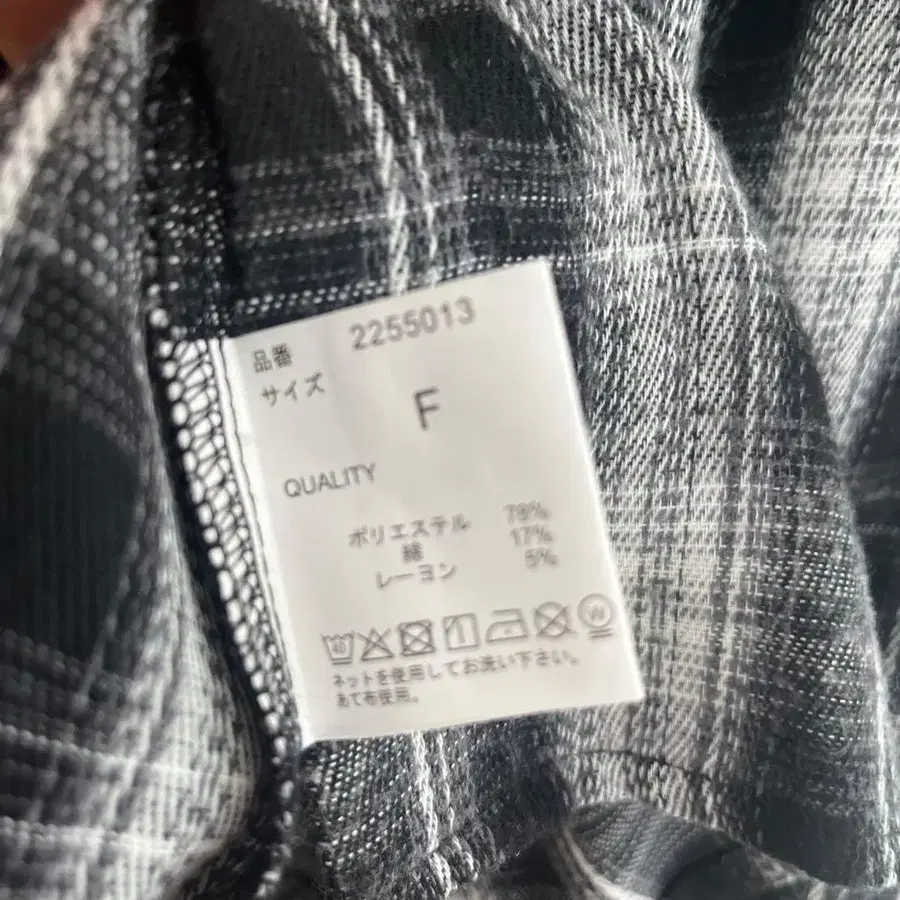 品番 2255013
サイズ F
QUALITY
ポリエステル 78%
綿 17%
レーヨン 5%
40 W
ネットを使用してお洗い下さい。
あて布使用。